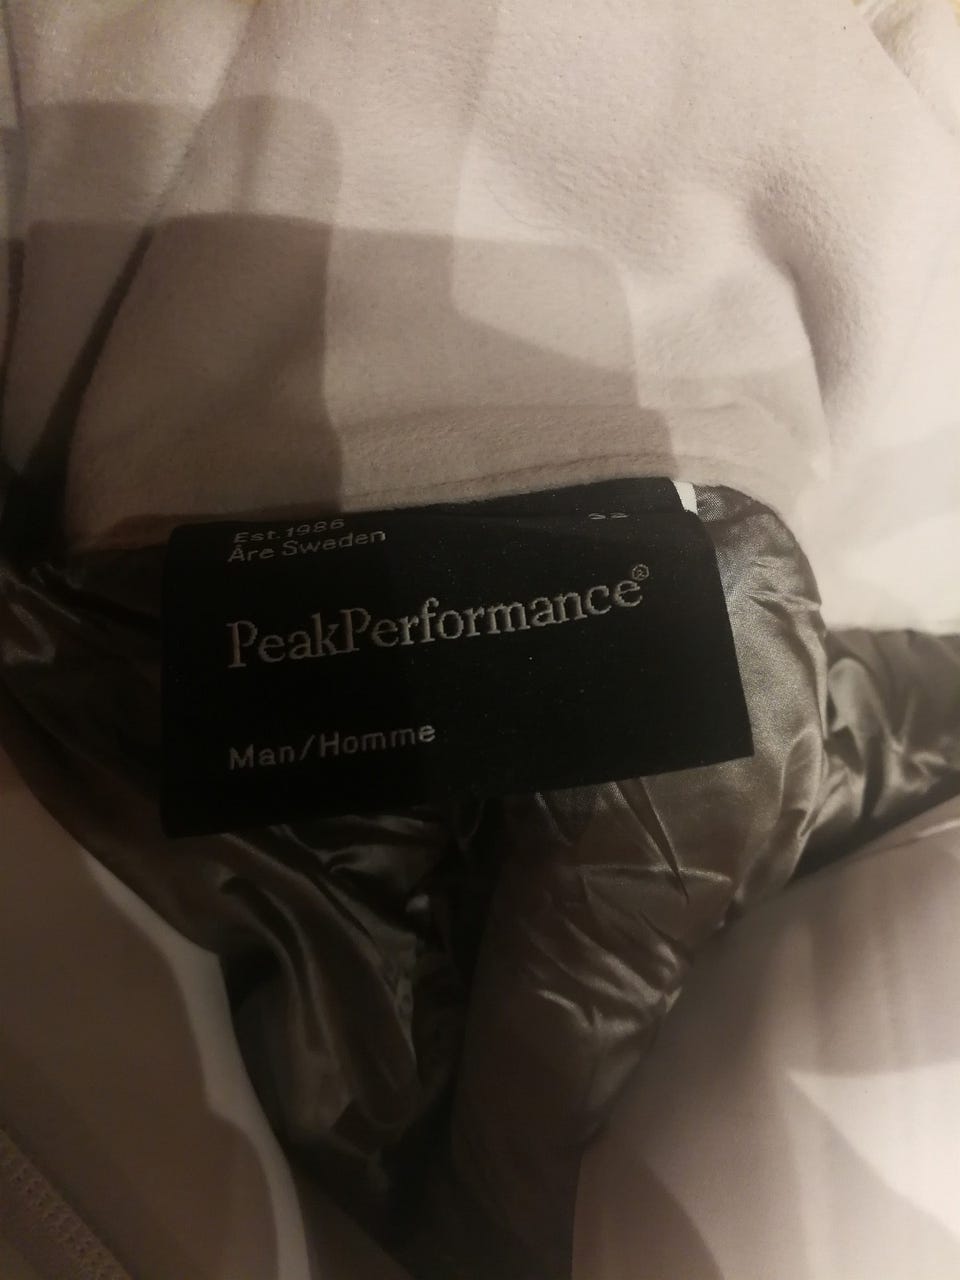 Est. 1986
Åre Sweden
PeakPerformance®
Man/Homme